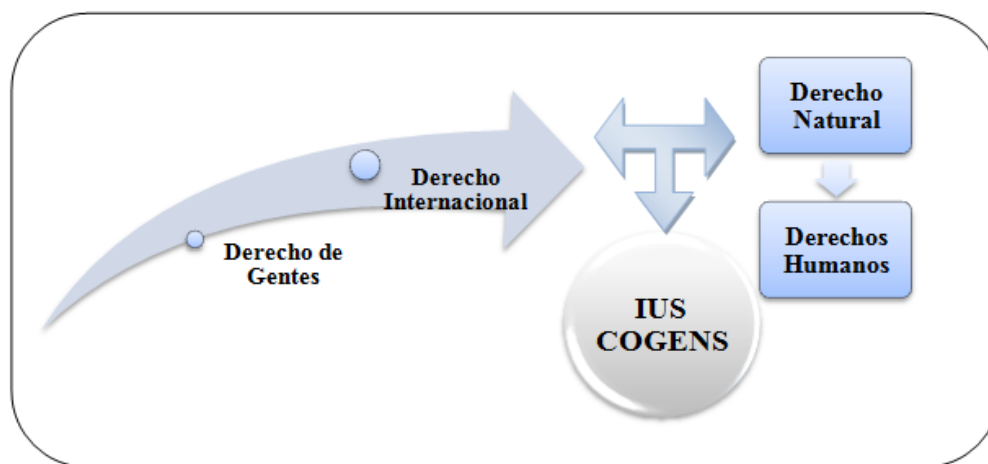 Derecho de
Gentes
Derecho
Internacional
IUS
COGENS
Derecho
Natural
Derechos
Humanos